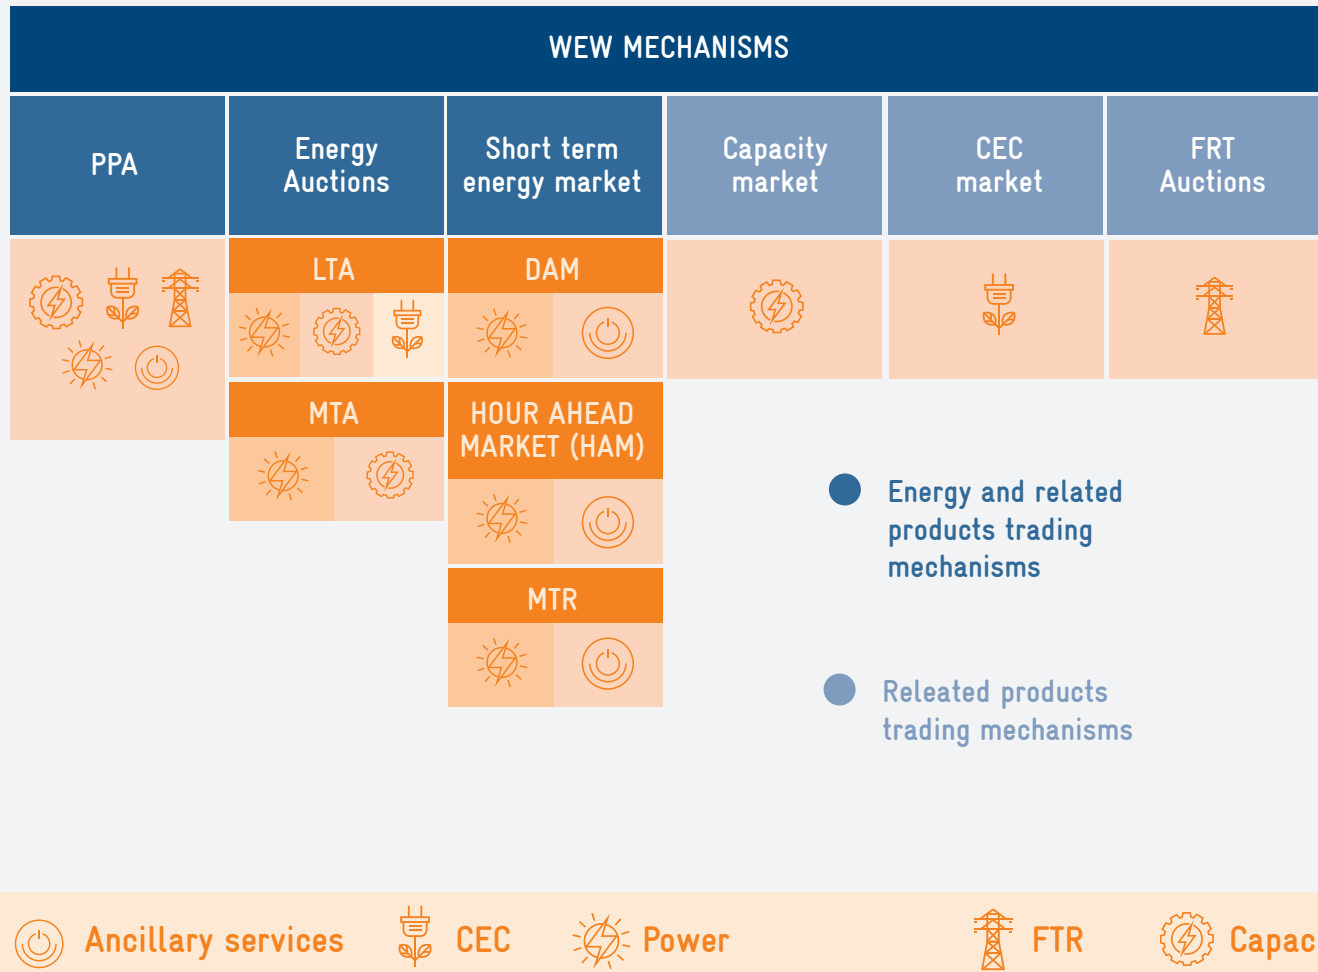 WEW MECHANISMS
PPA
Energy
Auctions
Short term
energy market
Capacity
market
CEC
market
FRT
Auctions
LTA
MTA
DAM
HOUR AHEAD
MARKET (HAM)
MTR
Energy and related
products trading
mechanisms
Releated products
trading mechanisms
Ancillary services
CEC
Power
FTR
Capac